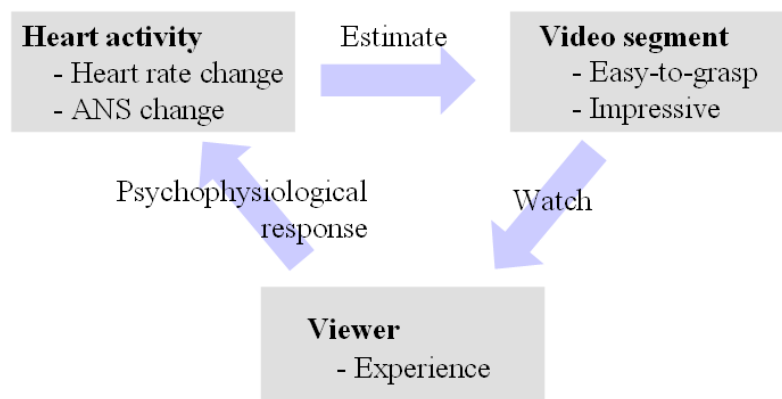 Heart activity
- Heart rate change
- ANS change
Estimate
Video segment
- Easy-to-grasp
- Impressive
Psychophysiological
response
Watch
Viewer
- Experience